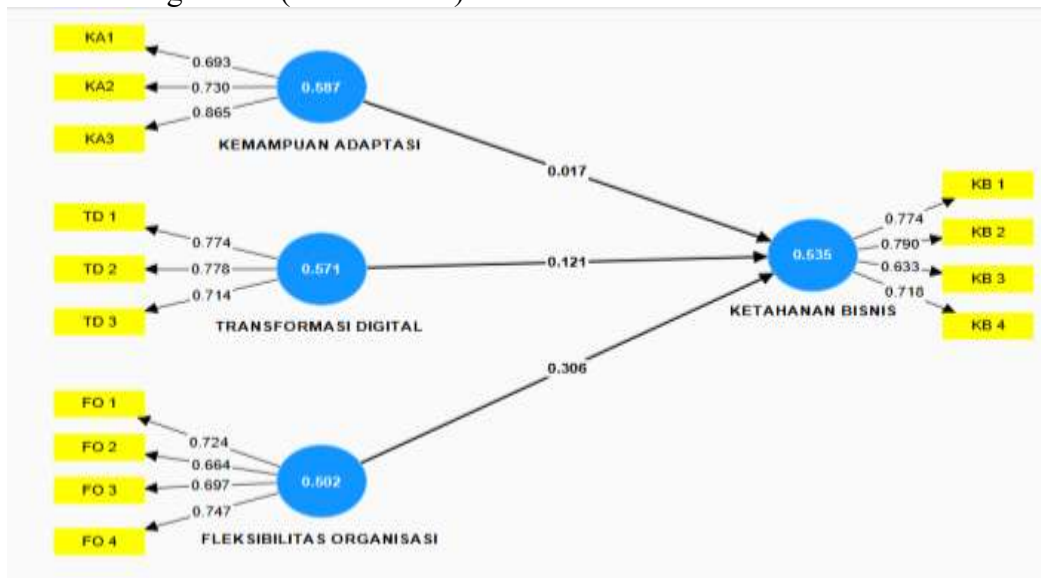 KA1
KA2
KA3
0.693
0.730
0.865
0.587
KEMAMPUAN ADAPTASI
0.017
TD 1
TD 2
TD 3
0.774
0.778
0.714
0.571
TRANSFORMASI DIGITAL
0.121
FO 1
FO 2
FO 3
FO 4
0.724
0.664
0.697
0.747
0.502
FLEKSIBILITAS ORGANISASI
0.306
0.535
KETAHANAN BISNIS
0.774
0.790
0.633
0.718
KB 1
KB 2
KB 3
KB 4